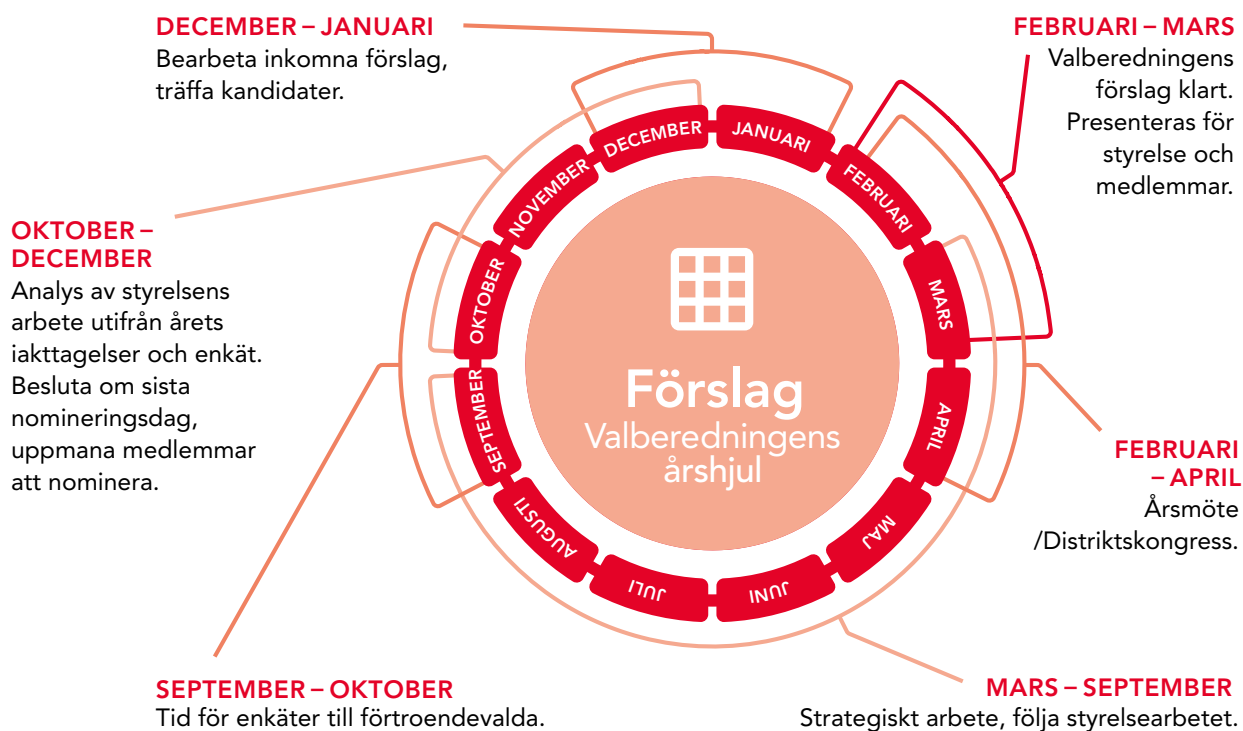 DECEMBER – JANUARI
Bearbeta inkomna förslag,
träffa kandidater.
FEBRUARI – MARS
Valberedningens
förslag klart.
Presenteras för
styrelse och
medlemmar.
OKTOBER –
DECEMBER
Analys av styrelsens
arbete utifrån årets
iakttagelser och enkät.
Besluta om sista
nomineringsdag,
uppmana medlemmar
att nominera.
JANUARI
FEBRUARI
MARS
APRIL
MAJ
JUNI
JULI
AUGUSTI
SEPTEMBER
OKTOBER
NOVEMBER
DECEMBER
Förslag
Valberedningens
årshjul
FEBRUARI
– APRIL
Årsmöte
/Distriktskongress.
SEPTEMBER – OKTOBER
Tid för enkäter till förtroendevalda.
MARS – SEPTEMBER
Strategiskt arbete, följa styrelsearbetet.